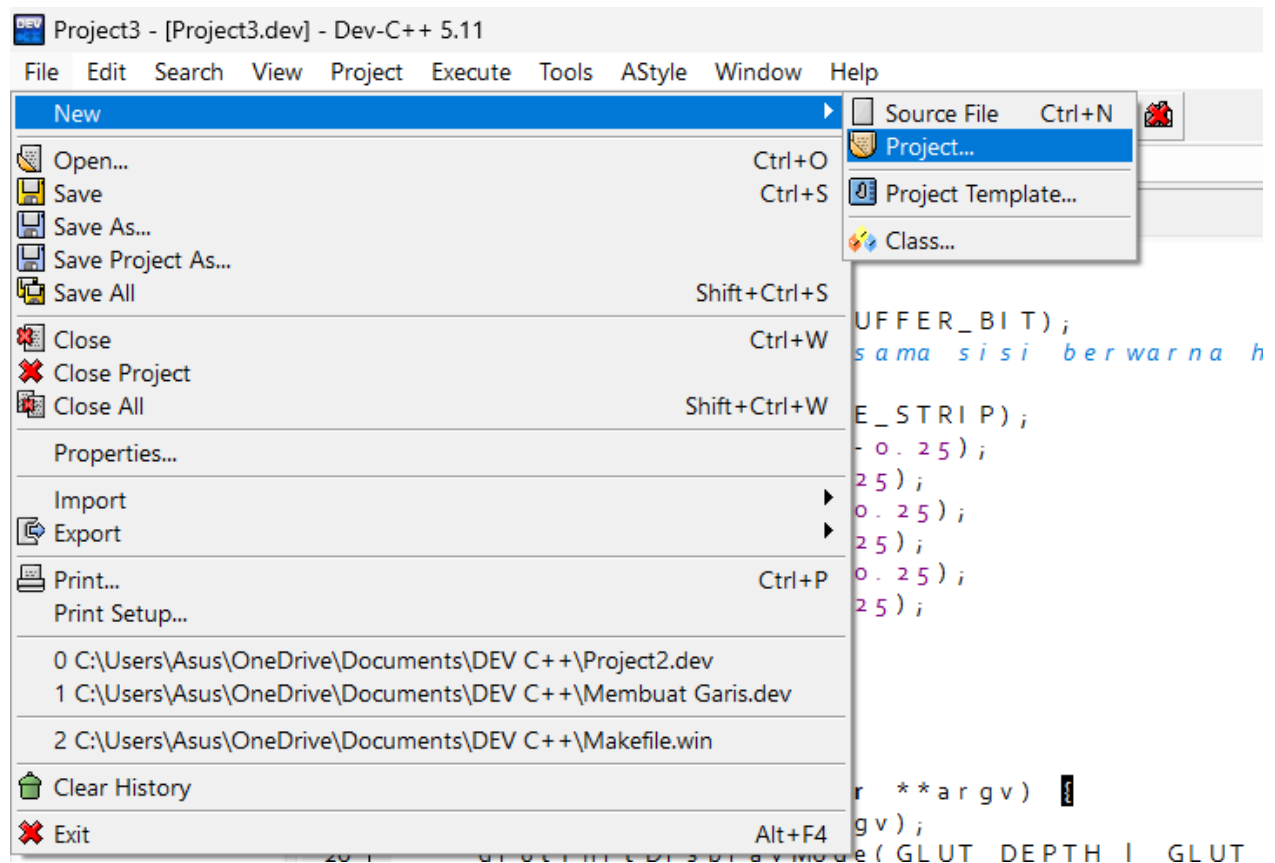 Project3 - [Project3.dev] - Dev-C++ 5.11
File Edit Search View Project Execute Tools AStyle Window Help
New
Source File Ctrl+N
Project...
Project Template...
Class...
Open... Ctrl+O
Save Ctrl+S
Save As...
Save Project As...
Save All Shift+Ctrl+S
Close Ctrl+W
Close Project
Close All Shift+Ctrl+W
Properties...
Import
Export
Print... Ctrl+P
Print Setup...
0 C:\Users\Asus\OneDrive\Documents\DEV C++\Project2.dev
1 C:\Users\Asus\OneDrive\Documents\DEV C++\Membuat Garis.dev
2 C:\Users\Asus\OneDrive\Documents\DEV C++\Makefile.win
Clear History
Exit Alt+F4
UFFER_BIT);
sama sisi berwarna h
E_STRIP);
-0.25);
25);
0.25);
25);
0.25);
25);
r **argv) {
gv);
e(GLUT_DEPTH | GLUT